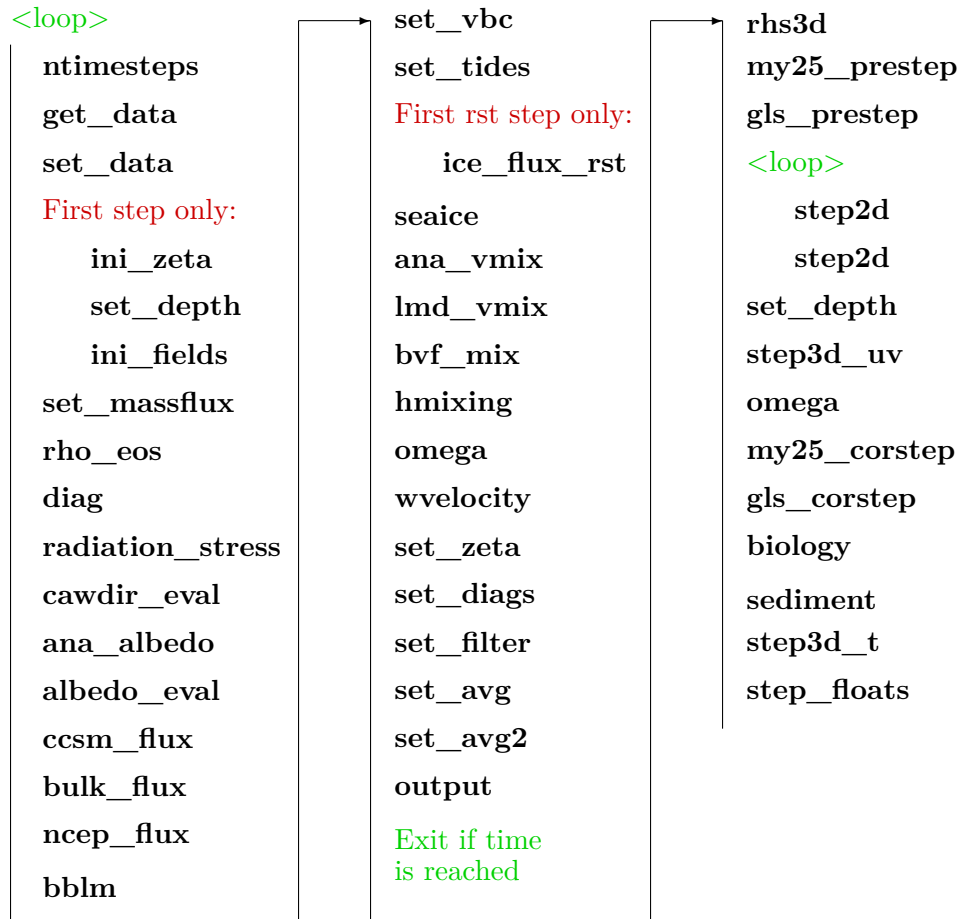 <loop>
ntimesteps
get_data
set_data
First step only:
ini_zeta
set_depth
ini_fields
set_massflux
rho_eos
diag
radiation_stress
cawdir_eval
ana_albedo
albedo_eval
ccsm_flux
bulk_flux
ncep_flux
bblm
set_vbc
set_tides
First rst step only:
ice_flux_rst
seaice
ana_vmix
lmd_vmix
bvf_mix
hmixing
omega
wvelocity
set_zeta
set_diags
set_filter
set_avg
set_avg2
output
Exit if time
is reached
rhs3d
my25_prestep
gls_prestep
<loop>
step2d
step2d
set_depth
step3d_uv
omega
my25_corstep
gls_corstep
biology
sediment
step3d_t
step_floats